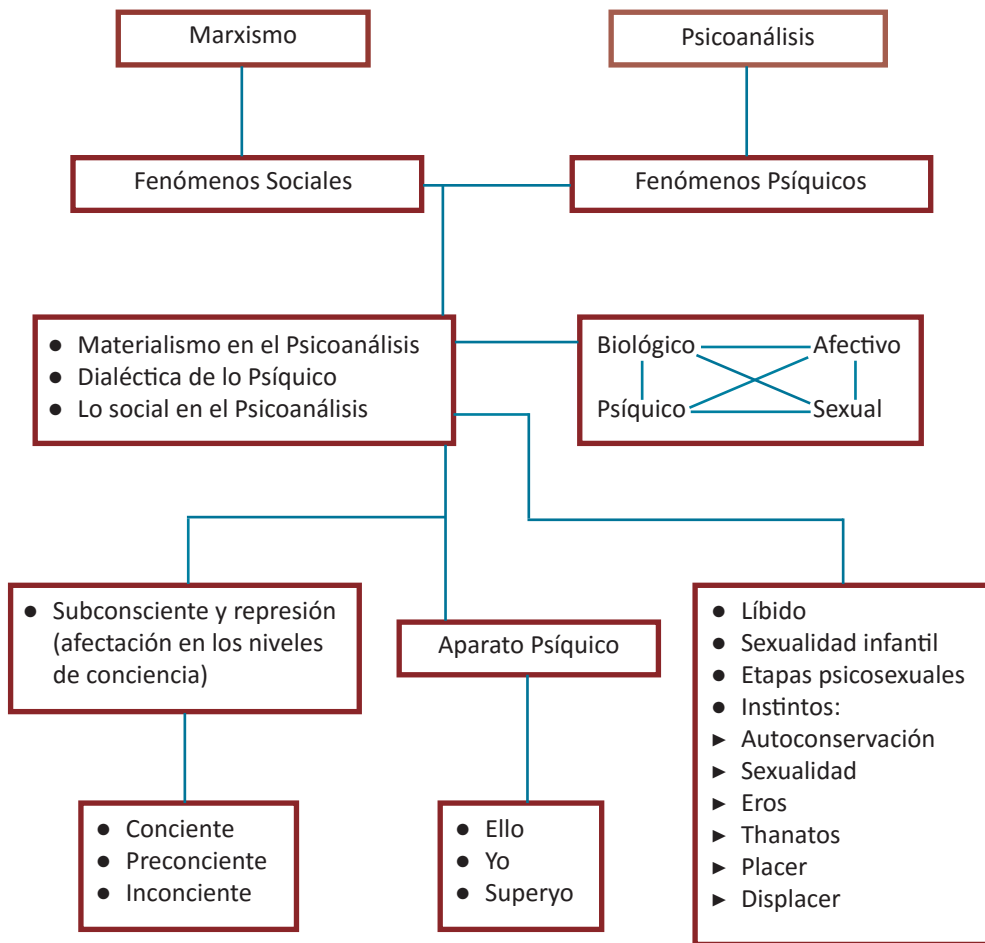 Marxismo
Psicoanálisis
Fenómenos Sociales
Fenómenos Psíquicos
● Materialismo en el Psicoanálisis
● Dialéctica de lo Psíquico
● Lo social en el Psicoanálisis
Biológico Afectivo
Psíquico Sexual
● Subconsciente y represión
(afectación en los niveles
de conciencia)
Aparato Psíquico
● Líbido
● Sexualidad infantil
● Etapas psicosexuales
● Instintos:
► Autoconservación
► Sexualidad
► Eros
► Thanatos
► Placer
► Displacer
● Conciente
● Preconciente
● Inconciente
● Ello
● Yo
● Superyo